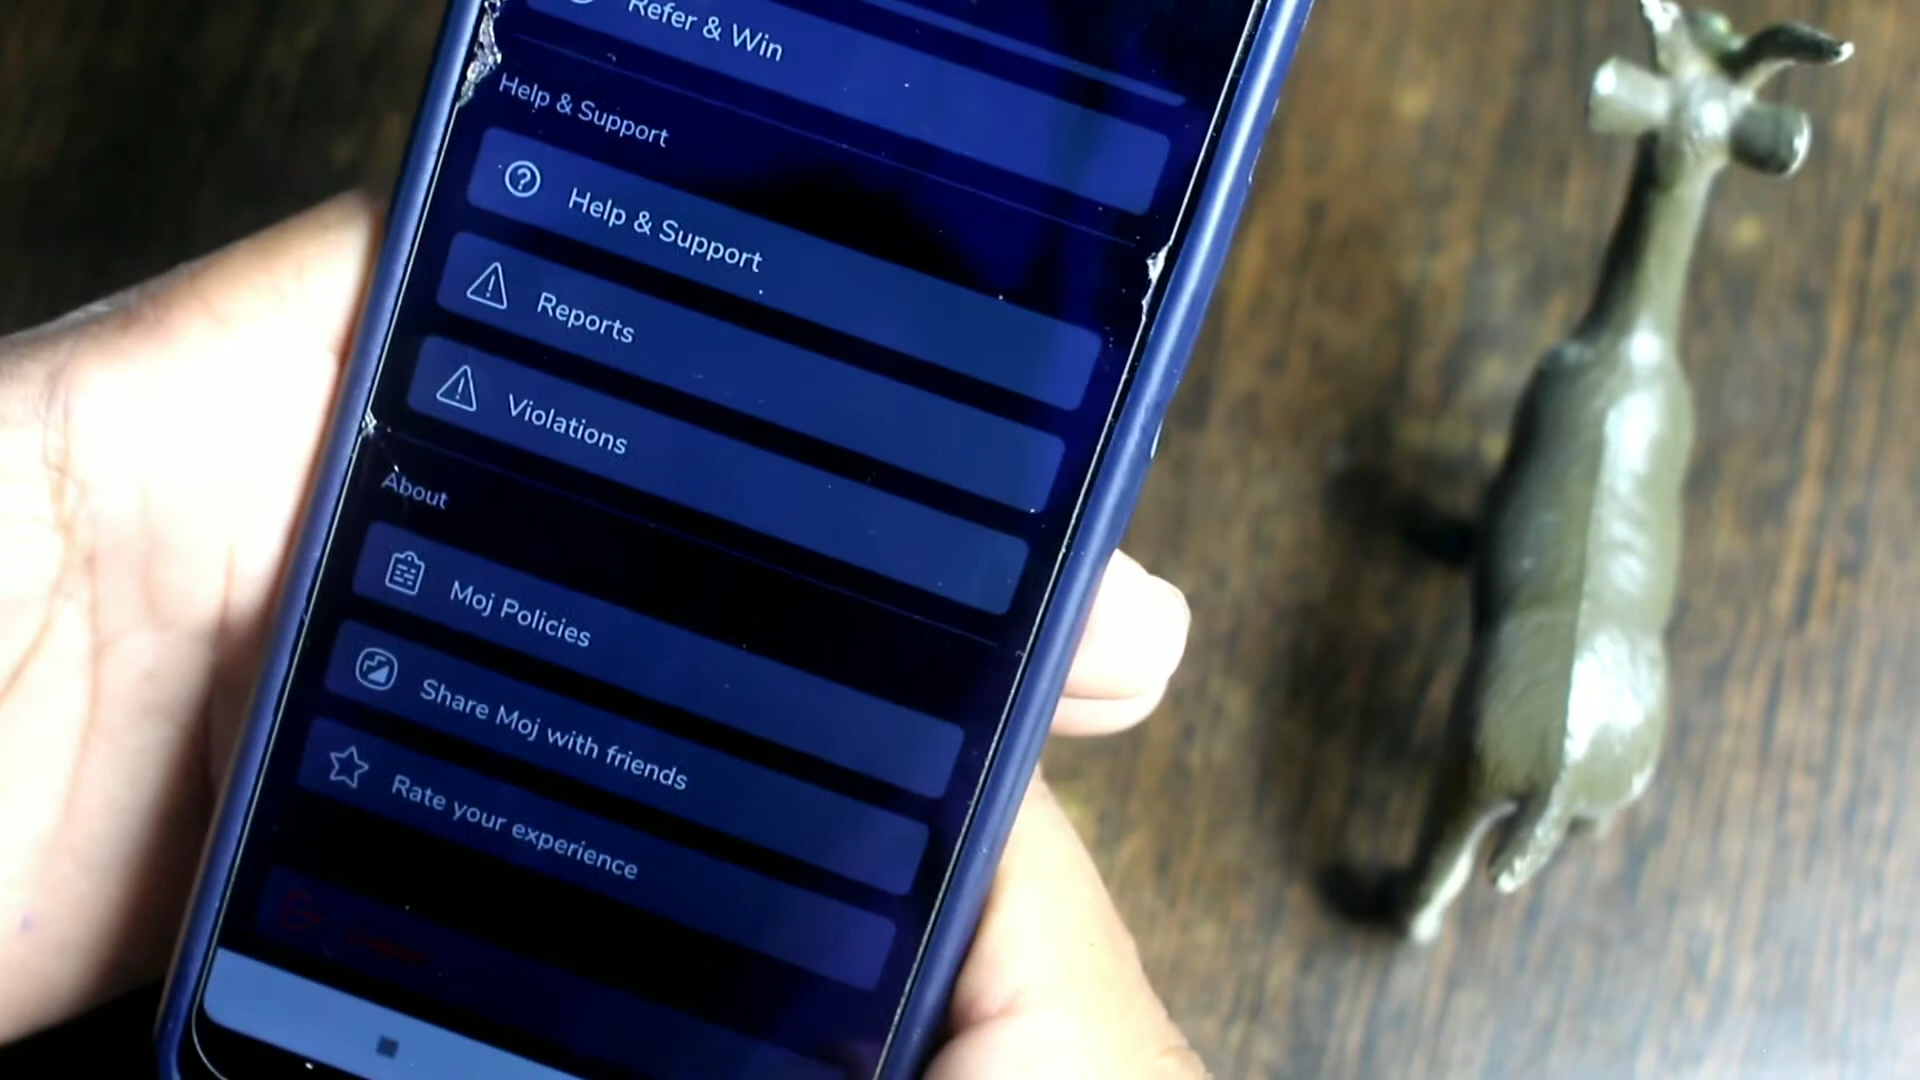 Refer & Win
Help & Support
Help & Support
Reports
Violations
About
Moj Policies
Share Moj with friends
Rate your experience